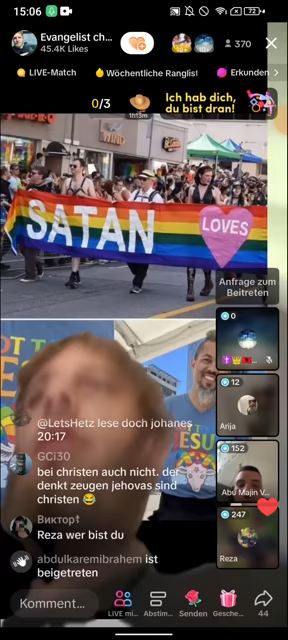 15:06
72
Evangelist ch...
45.4K Likes
370
LIVE-Match
Wöchentliche Ranglist
Erkunden
0/3
1h13m
Ich hab dich,
du bist dran!
SATAN
LOVES
Anfrage zum
Beitreten
0
12
Arija
152
Abu Majin V...
247
Reza
@LetsHetz lese doch johanes
20:17
GCi30
bei christen auch nicht. der
denkt zeugen jehovas sind
christen 😂
Виктор☦
Reza wer bist du
abdulkaremibrahem ist
beigetreten
Komment...
LIVE mi...
Abstim...
Senden
Gesche...
44